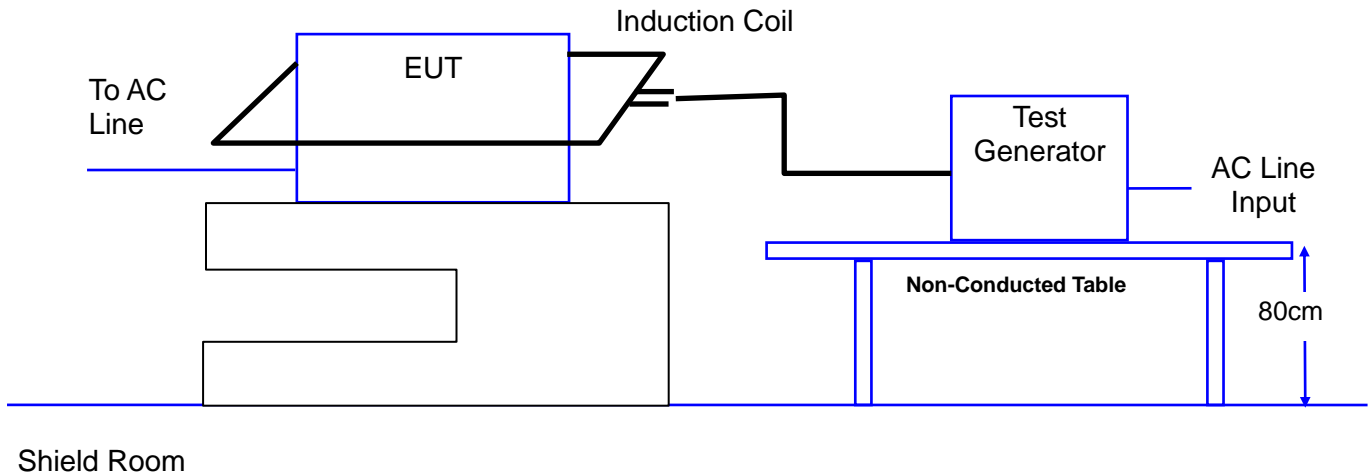 Induction Coil
EUT
To AC
Line
Test
Generator
AC Line
Input
Non-Conducted Table
80cm
Shield Room